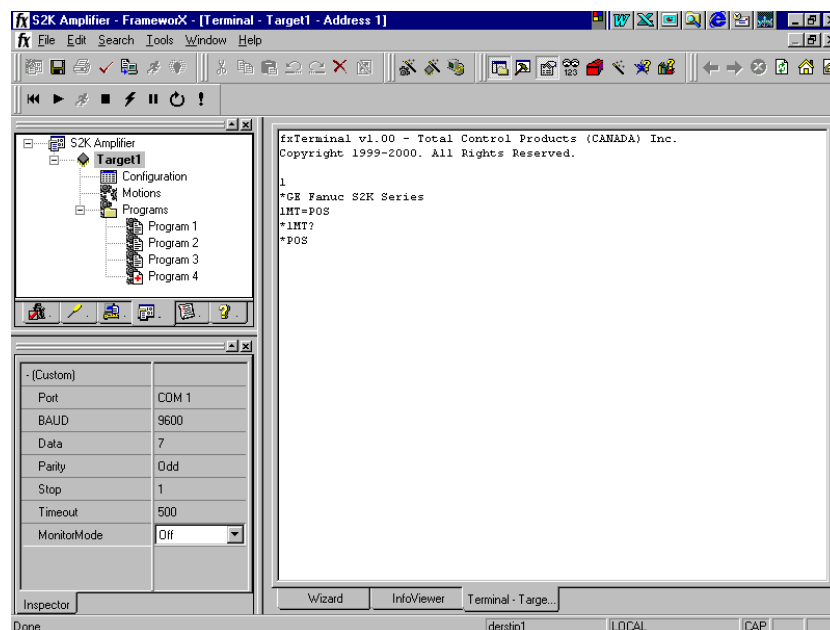 S2K Amplifier - FrameworX - [Terminal - Target1 - Address 1]
File Edit Search Tools Window Help
S2K Amplifier
Target1
Configuration
Motions
Programs
Program 1
Program 2
Program 3
Program 4
- (Custom)
Port COM 1
BAUD 9600
Data 7
Parity Odd
Stop 1
Timeout 500
MonitorMode Off
Inspector
fxTerminal v1.00 - Total Control Products (CANADA) Inc.
Copyright 1999-2000. All Rights Reserved.
1
*GE Fanuc S2K Series
1MT=POS
*1MT?
*POS
Wizard InfoViewer Terminal - Targe...
Done derstin1 LOCAL CAP